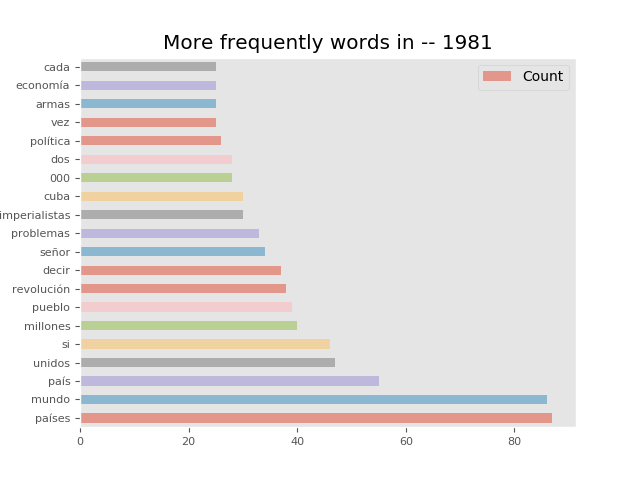 More frequently words in -- 1981
Count
cada
economía
armas
vez
política
dos
000
cuba
imperialistas
problemas
señor
decir
revolución
pueblo
millones
si
unidos
país
mundo
países
0 20 40 60 80